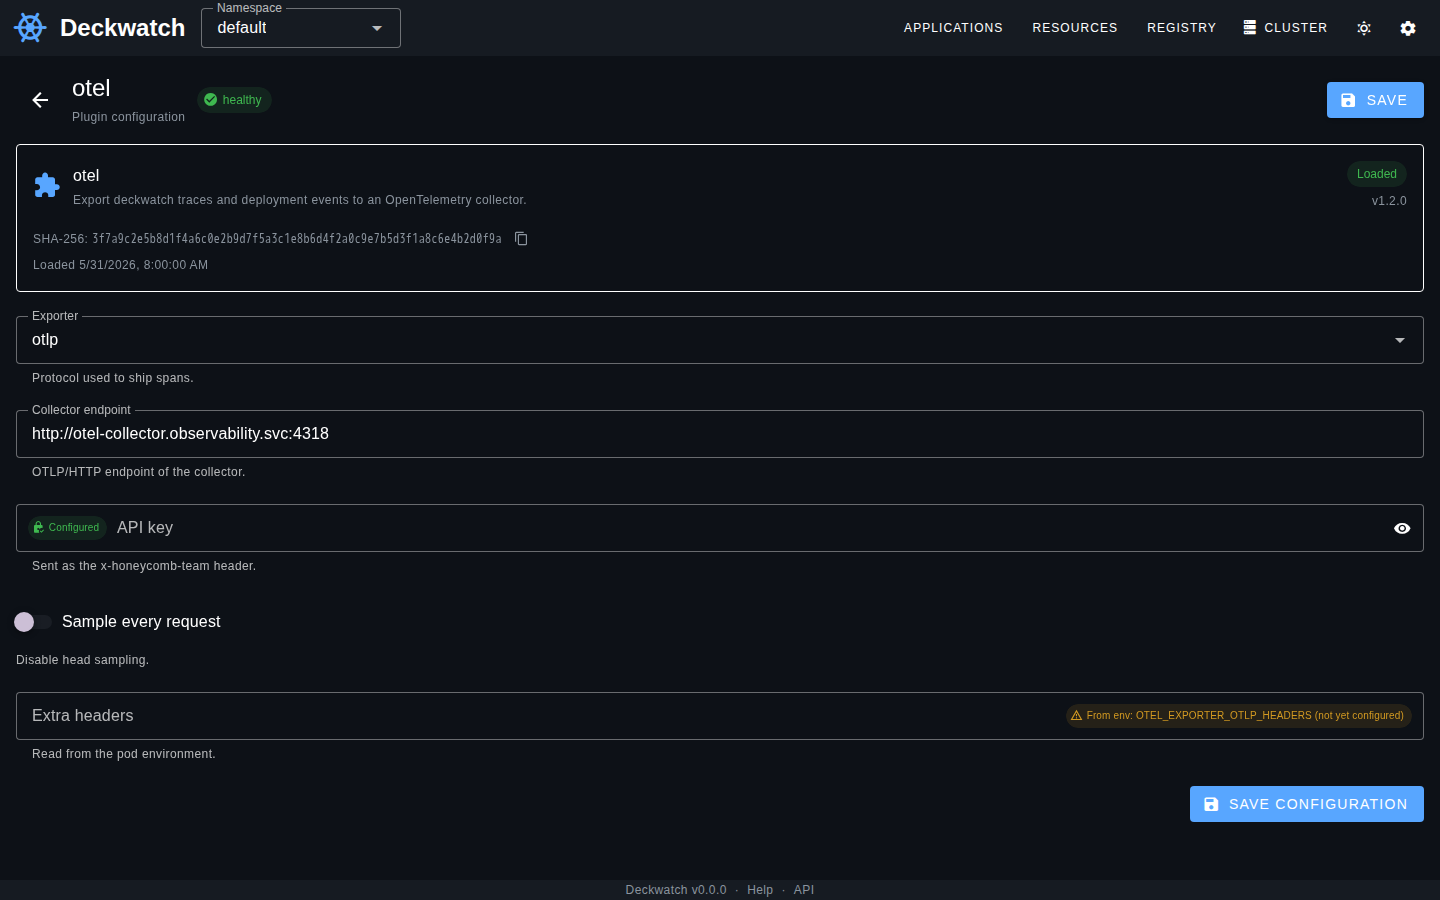 Deckwatch
Namespace
default
APPLICATIONS
RESOURCES
REGISTRY
CLUSTER
otel
Plugin configuration
healthy
SAVE
otel
Export deckwatch traces and deployment events to an OpenTelemetry collector.
Loaded
v1.2.0
SHA-256: 3f7a9c2e5b8d1f4a6c0e2b9d7f5a3c1e8b6d4f2a0c9e7b5d3f1a8c6e4b2d0f9a
Loaded 5/31/2026, 8:00:00 AM
Exporter
otlp
Protocol used to ship spans.
Collector endpoint
http://otel-collector.observability.svc:4318
OTLP/HTTP endpoint of the collector.
Configured
API key
Sent as the x-honeycomb-team header.
Sample every request
Disable head sampling.
Extra headers
From env: OTEL_EXPORTER_OTLP_HEADERS (not yet configured)
Read from the pod environment.
SAVE CONFIGURATION
Deckwatch v0.0.0 · Help · API